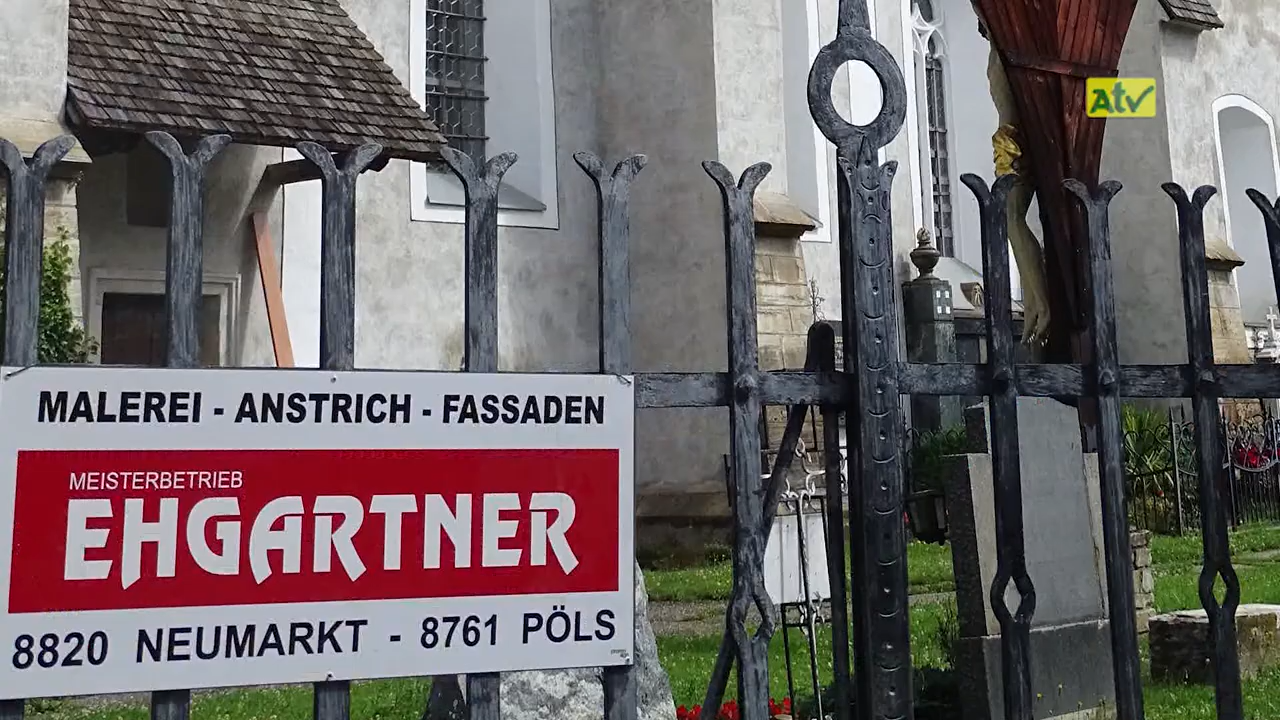 Atv
MALEREI - ANSTRICH - FASSADEN
MEISTERBETRIEB
EHGARTNER
8820 NEUMARKT - 8761 PÖLS